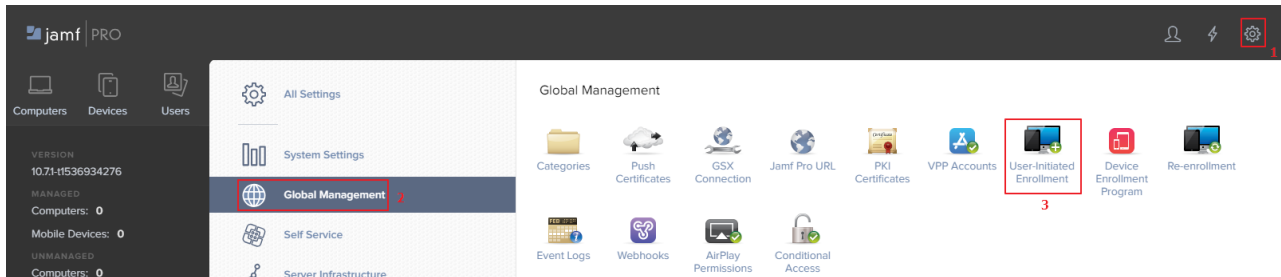 jamf PRO
1
Computers Devices Users
VERSION
10.7.1-t1536934276
MANAGED
Computers: 0
Mobile Devices: 0
UNMANAGED
Computers: 0
All Settings
System Settings
Global Management 2
Self Service
Server Infrastructure
Global Management
Categories
Push
Certificates
GSX
Connection
Jamf Pro URL
PKI
Certificates
VPP Accounts
User-Initiated
Enrollment
3
Device
Enrollment
Program
Re-enrollment
Event Logs
Webhooks
AirPlay
Permissions
Conditional
Access